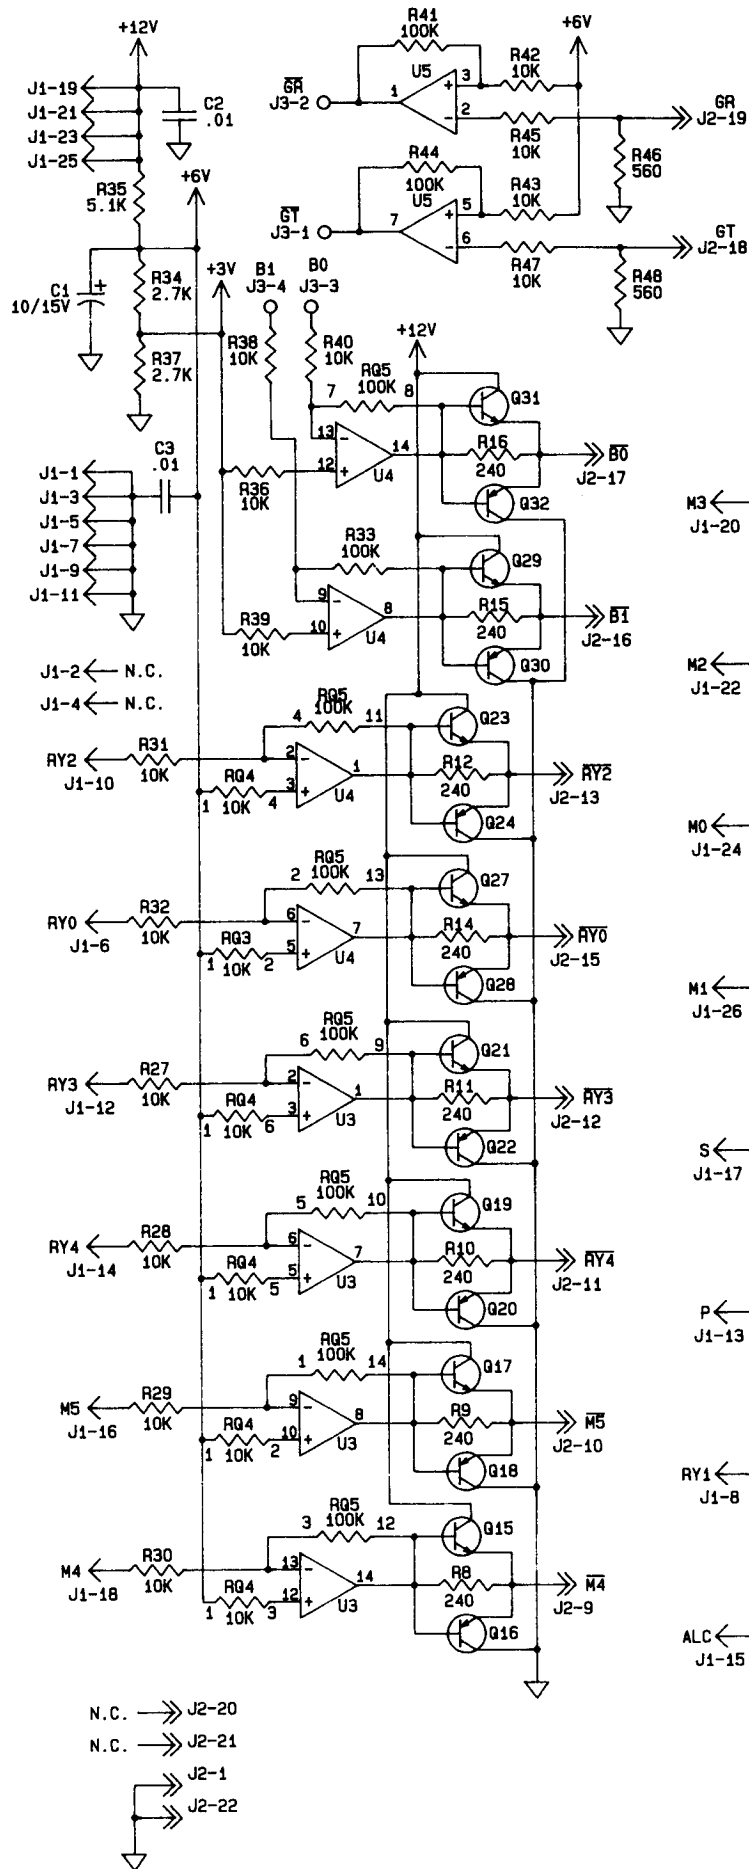 +12V
R41
100K
+6V
J1-19
J1-21
J1-23
J1-25
C2
.01
GR
J3-2
1
U5
3
+
2
-
R42
10K
R45
10K
GR
J2-19
R46
560
R44
100K
R35
5.1K
+6V
GT
J3-1
7
U5
5
+
6
-
R43
10K
R47
10K
GT
J2-18
R48
560
C1
+
10/15V
R34
2.7K
+3V
B1
J3-4
B0
J3-3
R37
2.7K
R38
10K
R40
10K
+12V
7
RQ5
100K
8
Q31
13
-
12
+
14
U4
R16
240
B0
J2-17
Q32
R36
10K
C3
.01
J1-1
J1-3
J1-5
J1-7
J1-9
J1-11
M3
J1-20
R33
100K
Q29
9
-
10
+
8
U4
R15
240
B1
J2-16
Q30
R39
10K
J1-2
N.C.
J1-4
N.C.
M2
J1-22
4
RQ5
100K
11
Q23
RY2
J1-10
R31
10K
2
-
3
+
1
U4
1
RQ4
10K
4
R12
240
RY2
J2-13
Q24
M0
J1-24
2
RQ5
100K
13
Q27
RY0
J1-6
R32
10K
6
-
5
+
7
U4
1
RQ3
10K
2
R14
240
RY0
J2-15
Q28
M1
J1-26
6
RQ5
100K
9
Q21
RY3
J1-12
R27
10K
2
-
3
+
1
U3
1
RQ4
10K
6
R11
240
RY3
J2-12
Q22
S
J1-17
5
RQ5
100K
10
Q19
RY4
J1-14
R28
10K
6
-
5
+
7
U3
1
RQ4
10K
5
R10
240
RY4
J2-11
Q20
P
J1-13
1
RQ5
100K
14
Q17
M5
J1-16
R29
10K
9
-
10
+
8
U3
1
RQ4
10K
2
R9
240
M5
J2-10
Q18
RY1
J1-8
3
RQ5
100K
12
Q15
M4
J1-18
R30
10K
13
-
12
+
14
U3
1
RQ4
10K
3
R8
240
M4
J2-9
Q16
ALC
J1-15
N.C.
J2-20
N.C.
J2-21
J2-1
J2-22